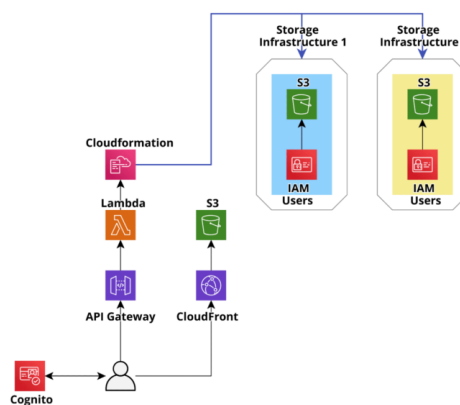 Storage
Infrastructure 1
Storage
Infrastructure
S3
S3
Cloudformation
IAM
Users
IAM
Users
Lambda
S3
API Gateway
CloudFront
Cognito